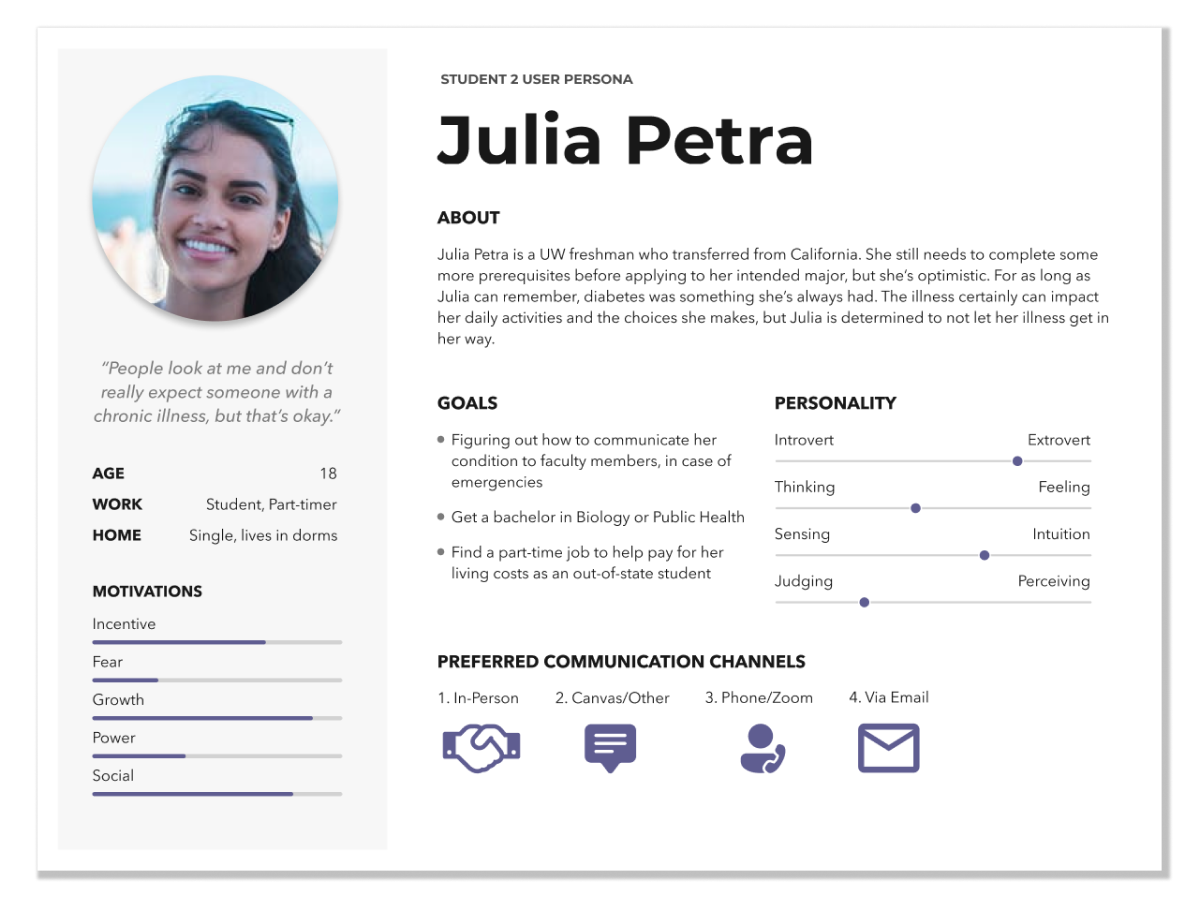 STUDENT 2 USER PERSONA
Julia Petra
ABOUT
Julia Petra is a UW freshman who transferred from California. She still needs to complete some
more prerequisites before applying to her intended major, but she's optimistic. For as long as
Julia can remember, diabetes was something she's always had. The illness certainly can impact
her daily activities and the choices she makes, but Julia is determined to not let her illness get in
her way.
"People look at me and don't
really expect someone with a
chronic illness, but that's okay."
AGE 18
WORK Student, Part-timer
HOME Single, lives in dorms
MOTIVATIONS
Incentive
Fear
Growth
Power
Social
GOALS
Figuring out how to communicate her
condition to faculty members, in case of
emergencies
Get a bachelor in Biology or Public Health
Find a part-time job to help pay for her
living costs as an out-of-state student
PERSONALITY
Introvert Extrovert
Thinking Feeling
Sensing Intuition
Judging Perceiving
PREFERRED COMMUNICATION CHANNELS
1. In-Person 2. Canvas/Other 3. Phone/Zoom 4. Via Email